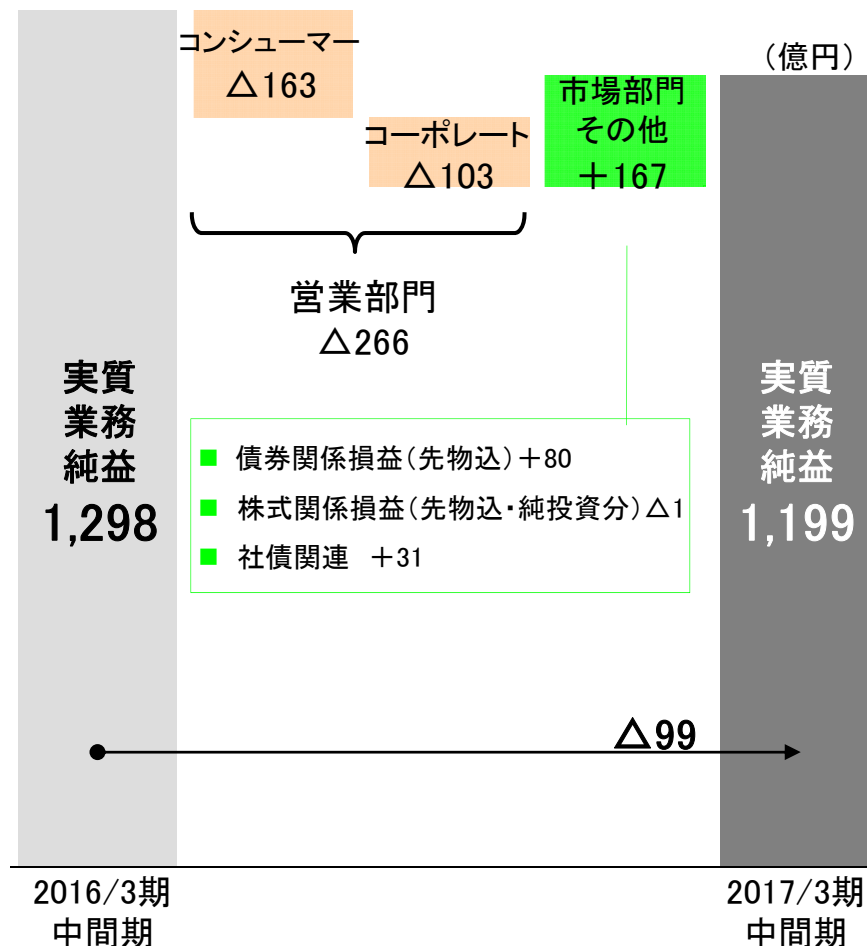 コンシューマー
△163
(億円)
コーポレート
△103
市場部門
その他
+167
営業部門
△266
実質
業務
純益
1,298
■ 債券関係損益(先物込)+80
■ 株式関係損益(先物込・純投資分)△1
■ 社債関連 +31
実質
業務
純益
1,199
△99
2016/3期
中間期
2017/3期
中間期